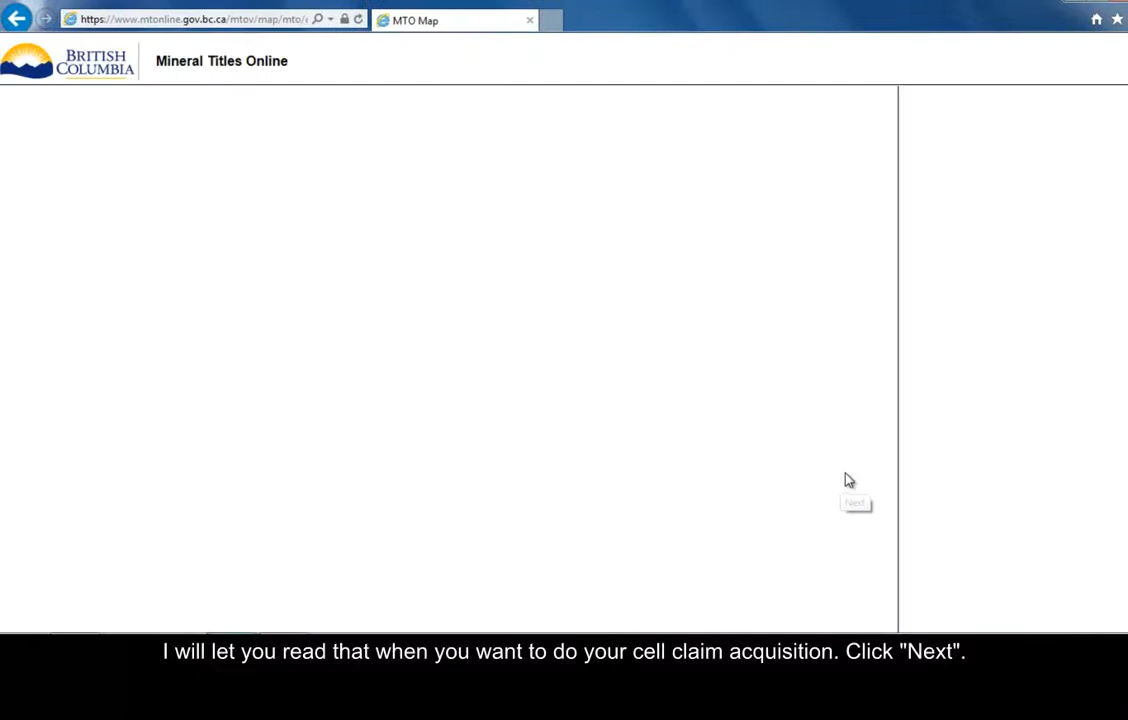 https://www.mtonline.gov.bc.ca/mtov/map/mto/
MTO Map
BRITISH
COLUMBIA
Mineral Titles Online
Next
I will let you read that when you want to do your cell claim acquisition. Click "Next".